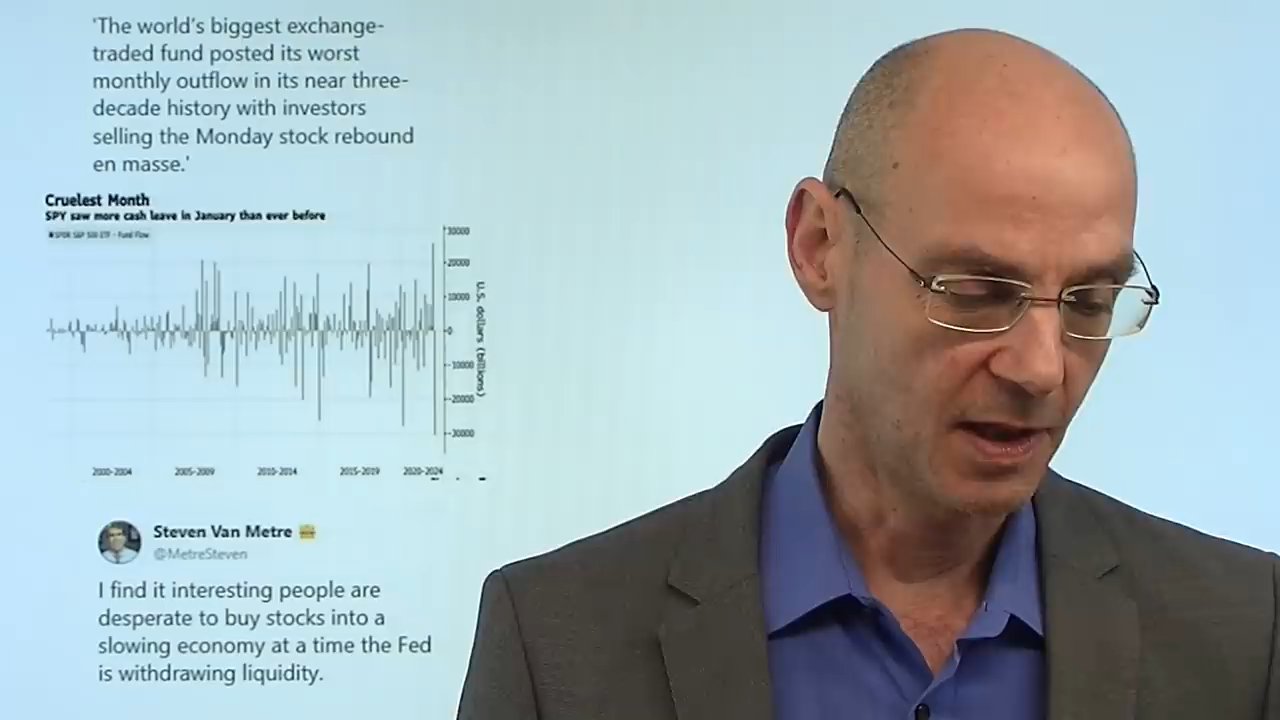 'The world's biggest exchange-
traded fund posted its worst
monthly outflow in its near three-
decade history with investors
selling the Monday stock rebound
en masse.'
Cruelest Month
SPY saw more cash leave in January than ever before
SPDR S&P 500 ETF - Fund Flow
30000
20000
10000
0
-10000
-20000
-30000
U.S. dollars (billions)
2000-2004 2005-2009 2010-2014 2015-2019 2020-2024
Steven Van Metre
@MetreSteven
I find it interesting people are
desperate to buy stocks into a
slowing economy at a time the Fed
is withdrawing liquidity.